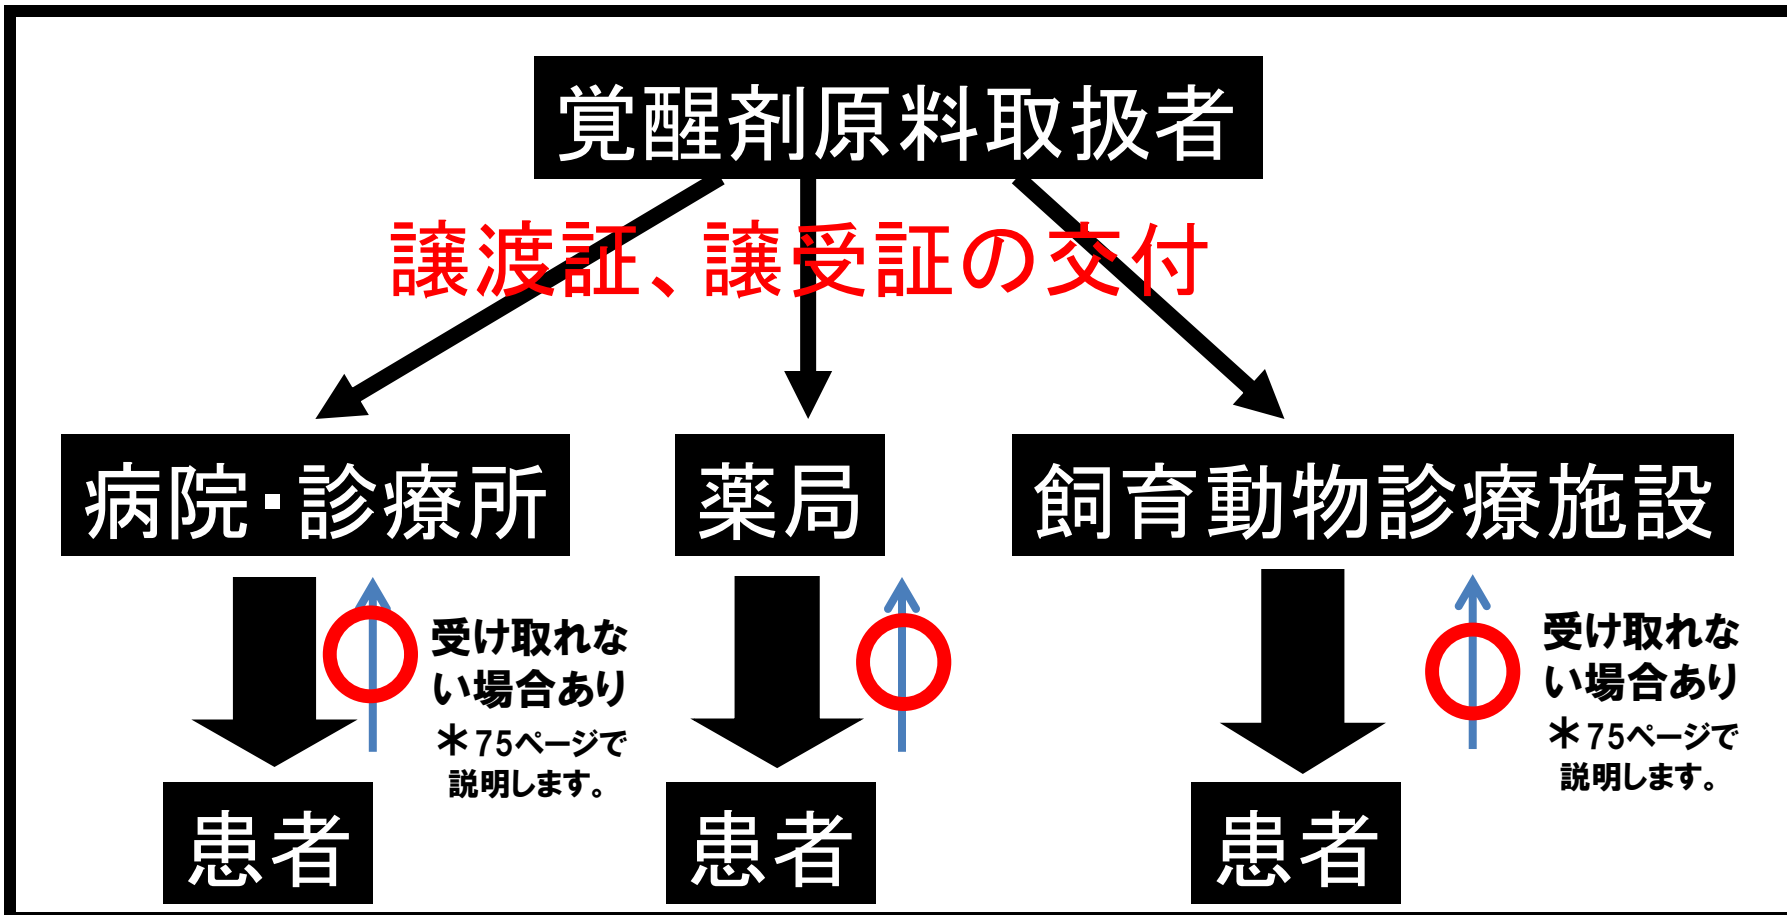 覚醒剤原料取扱者
譲渡証、譲受証の交付
病院・診療所
薬局
飼育動物診療施設
受け取れな
い場合あり
＊75ページで
説明します。
受け取れな
い場合あり
＊75ページで
説明します。
患者
患者
患者